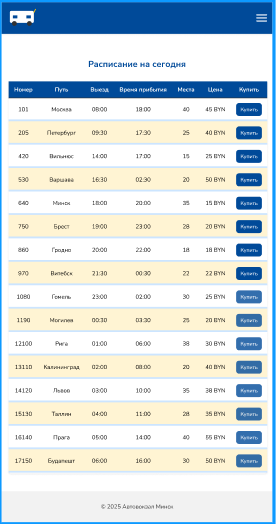 Расписание на сегодня
Номер Путь Выезд Время прибытия Места Цена Купить
101 Москва 08:00 18:00 40 45 BYN Купить
205 Петербург 09:30 17:30 25 40 BYN Купить
420 Вильнюс 14:00 17:00 15 25 BYN Купить
530 Варшава 16:30 02:30 20 50 BYN Купить
640 Минск 18:00 20:00 35 15 BYN Купить
750 Брест 19:00 23:00 28 20 BYN Купить
860 Гродно 20:00 22:00 18 18 BYN Купить
970 Витебск 21:30 00:30 22 22 BYN Купить
1080 Гомель 23:00 02:00 30 25 BYN Купить
1190 Могилев 00:30 03:30 25 20 BYN Купить
12100 Рига 01:00 06:00 38 30 BYN Купить
13110 Калининград 02:00 08:00 20 40 BYN Купить
14120 Львов 03:00 10:00 35 38 BYN Купить
15130 Таллин 04:00 11:00 28 35 BYN Купить
16140 Прага 05:00 14:00 40 55 BYN Купить
17150 Будапешт 06:00 16:00 30 50 BYN Купить
© 2025 Автовокзал Минск